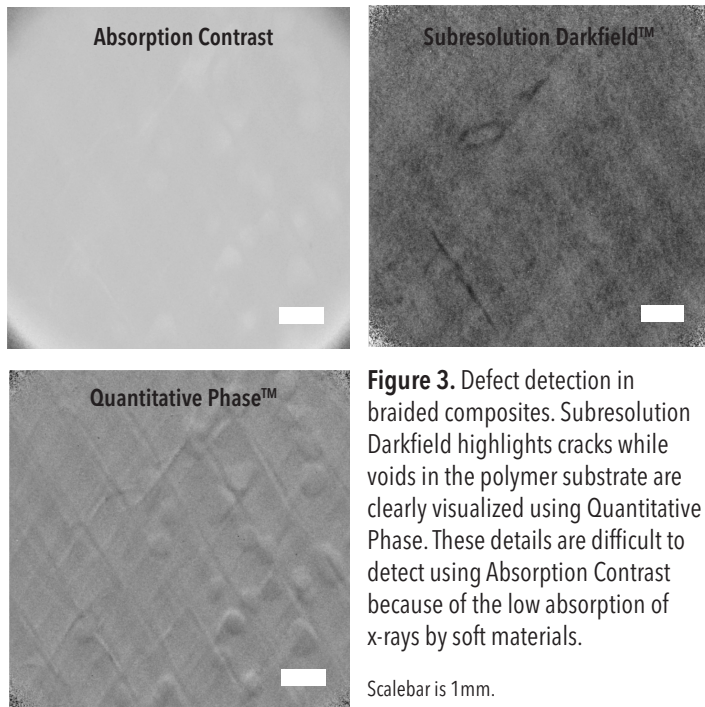 Absorption Contrast
Subresolution Darkfield™
Quantitative Phase™
Figure 3. Defect detection in
braided composites. Subresolution
Darkfield highlights cracks while
voids in the polymer substrate are
clearly visualized using Quantitative
Phase. These details are difficult to
detect using Absorption Contrast
because of the low absorption of
x-rays by soft materials.
Scalebar is 1mm.